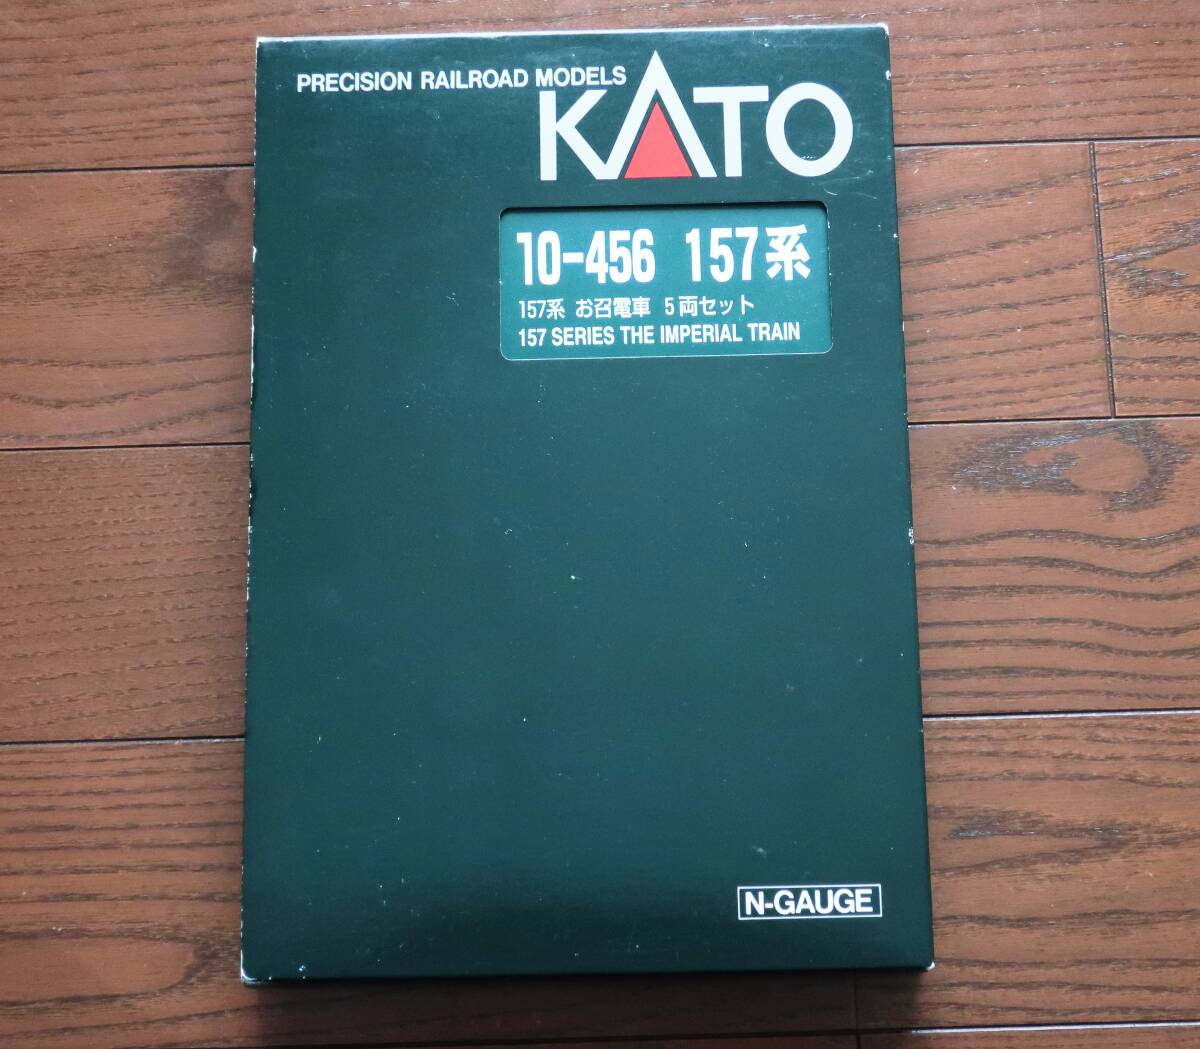 PRECISION RAILROAD MODELS
KATO
10-456 157系
157系 お召電車 5両セット
157 SERIES THE IMPERIAL TRAIN
N-GAUGE